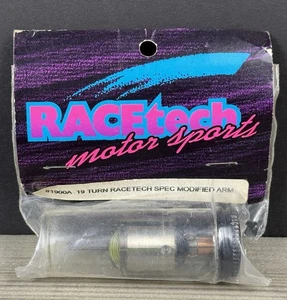 RACEtech
motor sports
#1900A 19 TURN RACETECH SPEC MODIFIED ARM